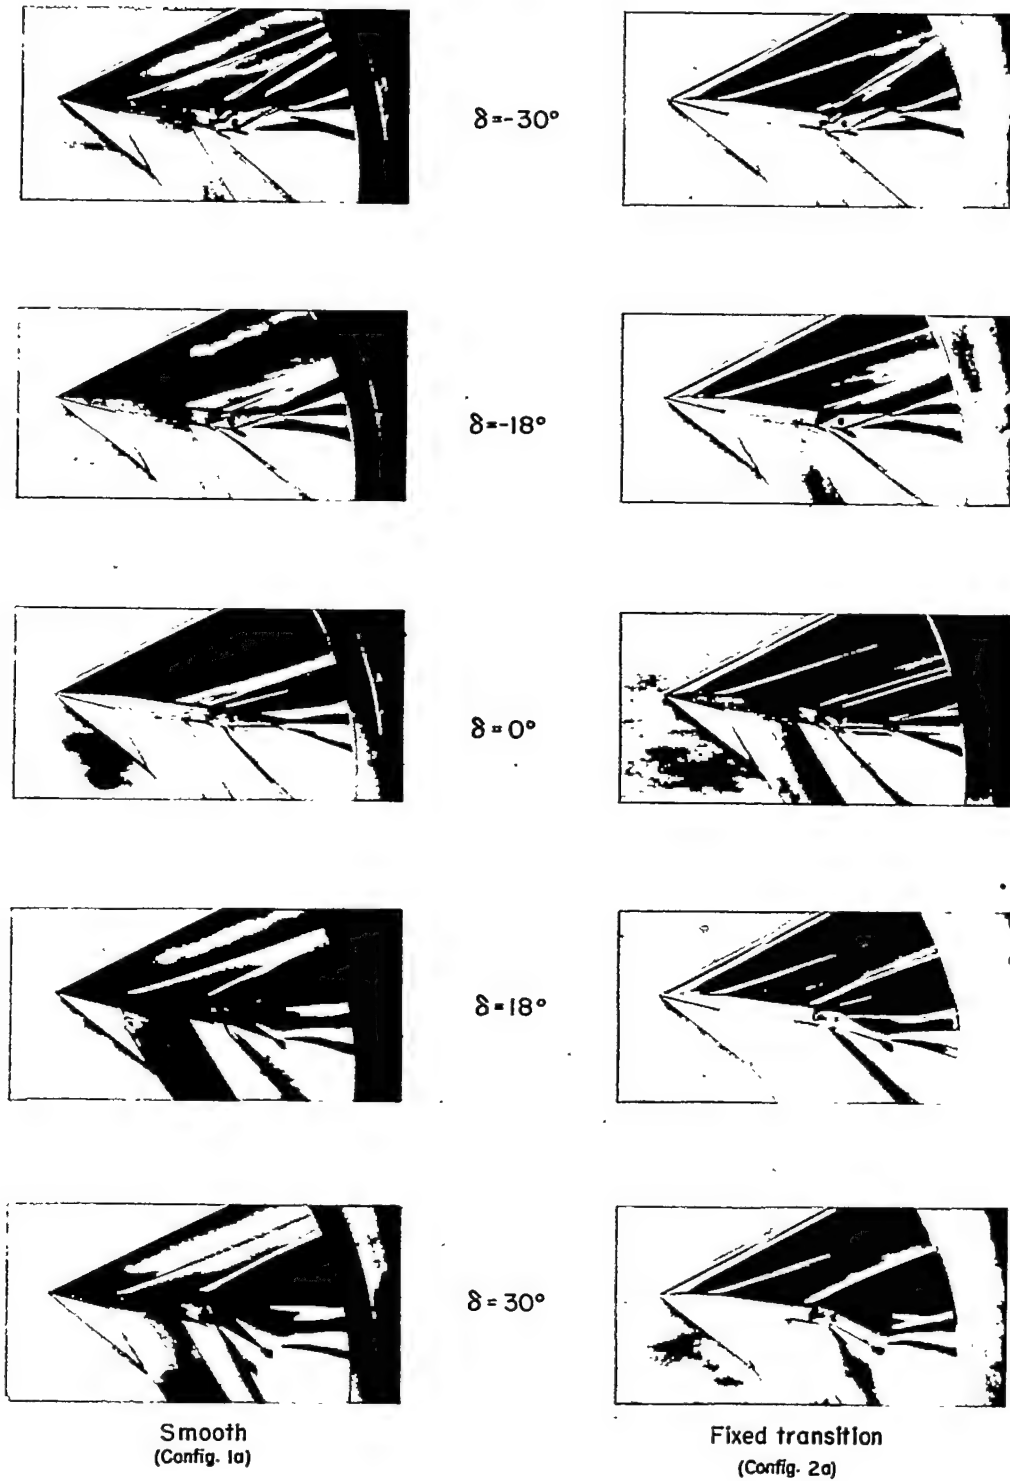 δ=-30°
δ=-18°
δ=0°
δ=18°
δ=30°
Smooth
(Config. 1a)
Fixed transition
(Config. 2a)